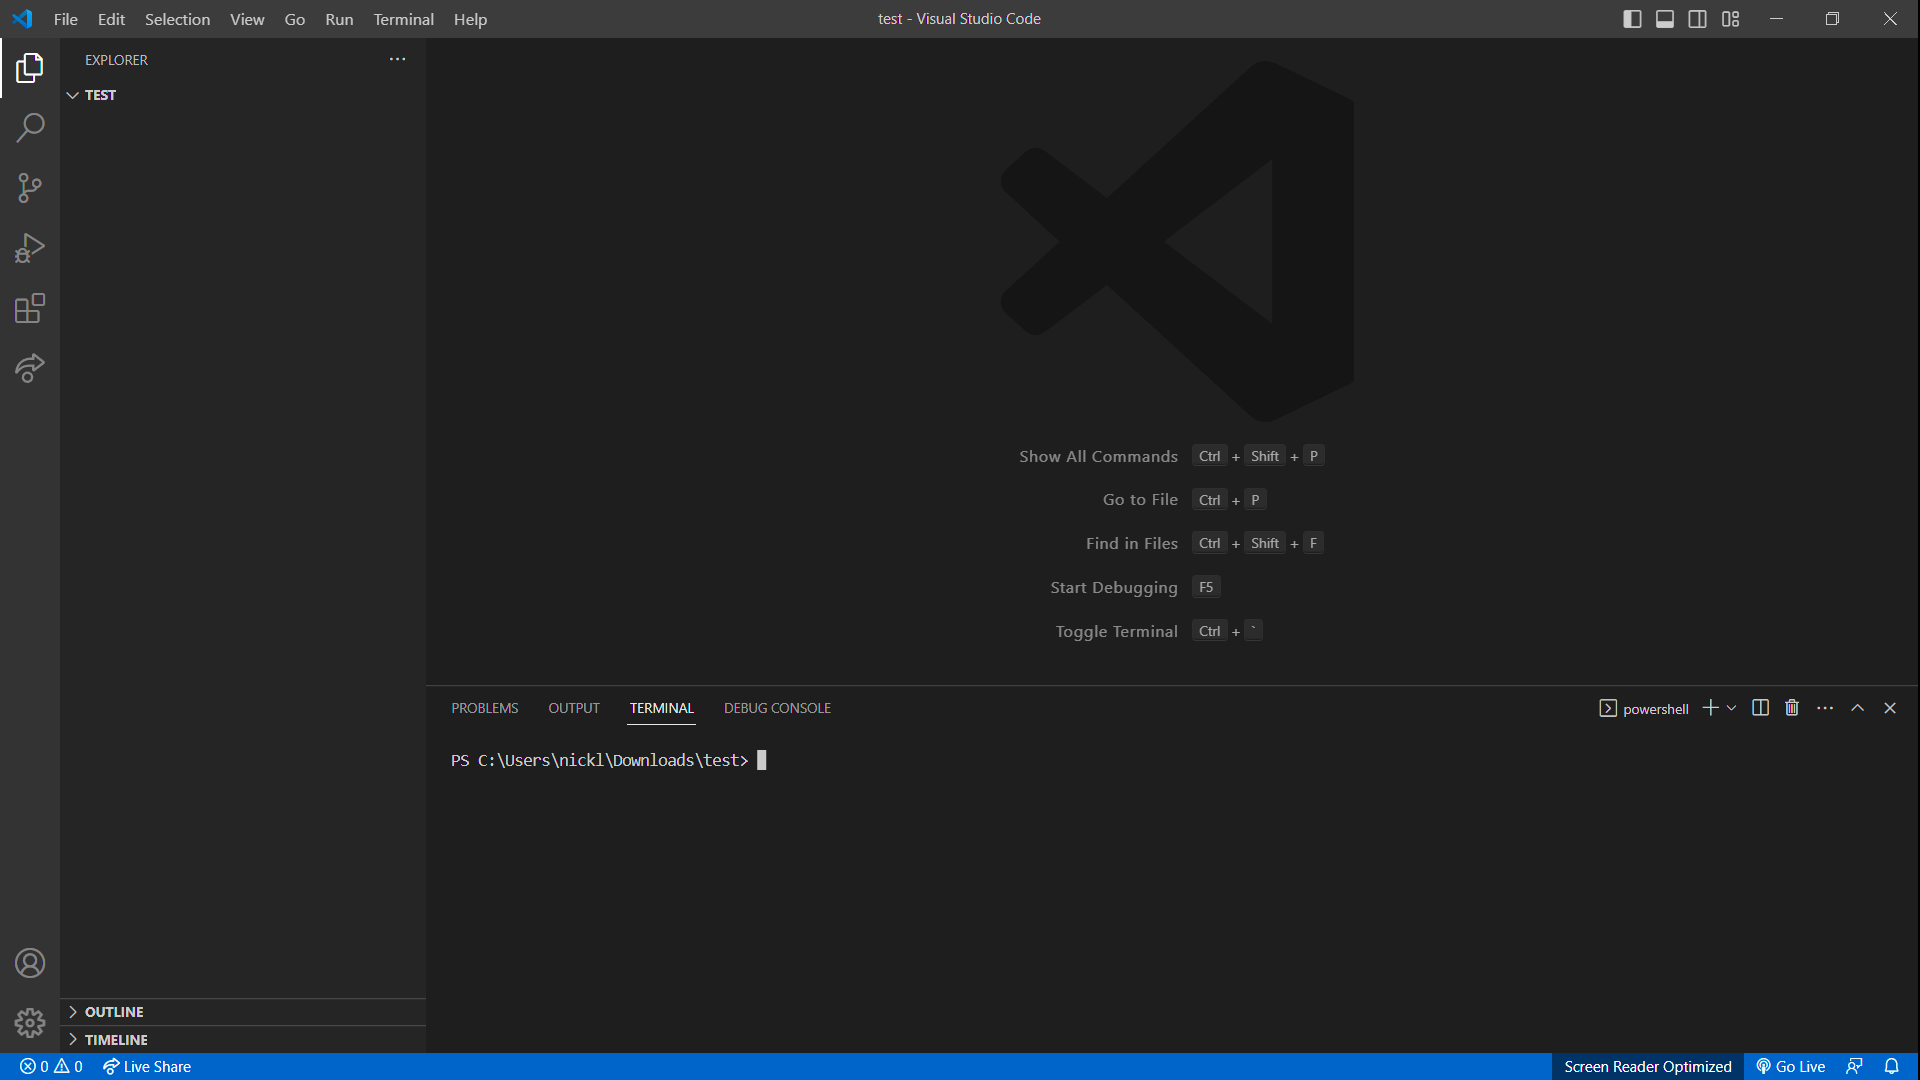 File Edit Selection View Go Run Terminal Help
test - Visual Studio Code
EXPLORER
TEST
Show All Commands Ctrl + Shift + P
Go to File Ctrl + P
Find in Files Ctrl + Shift + F
Start Debugging F5
Toggle Terminal Ctrl + `
PROBLEMS OUTPUT TERMINAL DEBUG CONSOLE
powershell
PS C:\Users\nickl\Downloads\test>
OUTLINE
TIMELINE
0 0 Live Share
Screen Reader Optimized Go Live